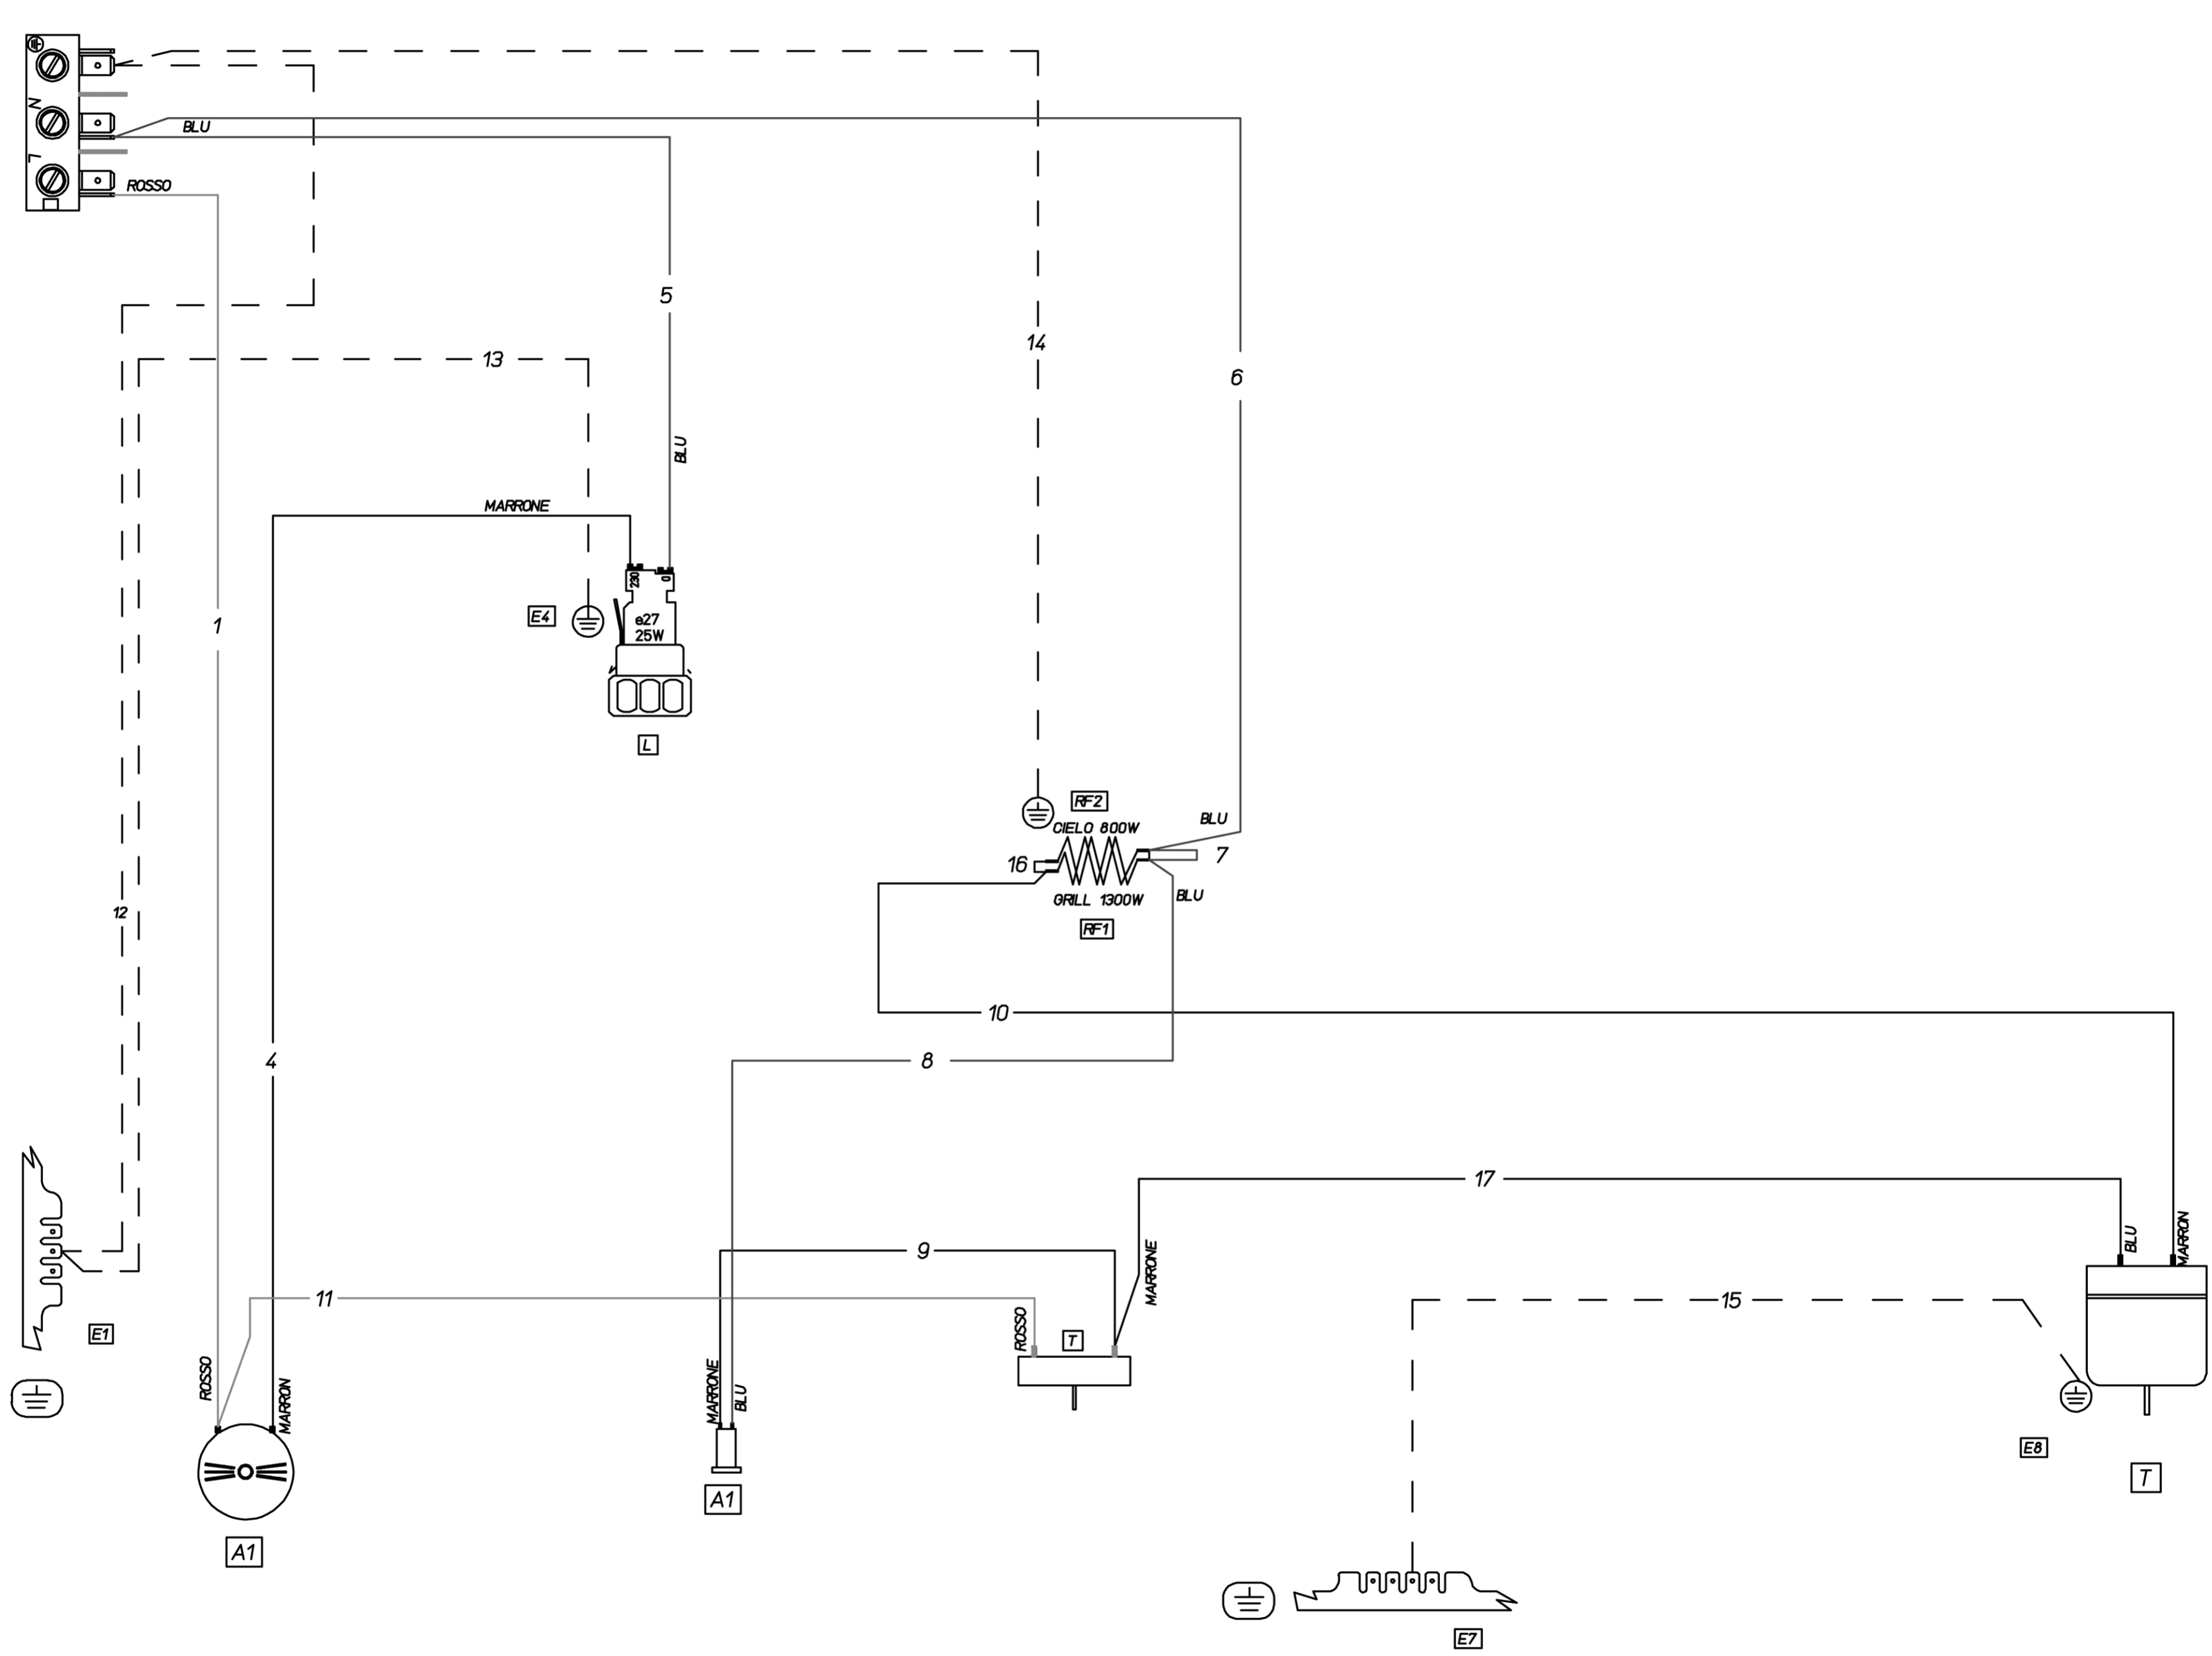 N
BLU
L
ROSSO
5
14
13
6
BLU
MARRONE
230
0
E4
e27
25W
1
L
RF2
CIELO 800W
BLU
16
7
GRILL 1300W
BLU
12
RF1
10
4
8
17
9
MARRONE
BLU
MARRON
11
15
ROSSO
T
E1
ROSSO
MARRON
MARRONE
BLU
E8
T
A1
A1
E7